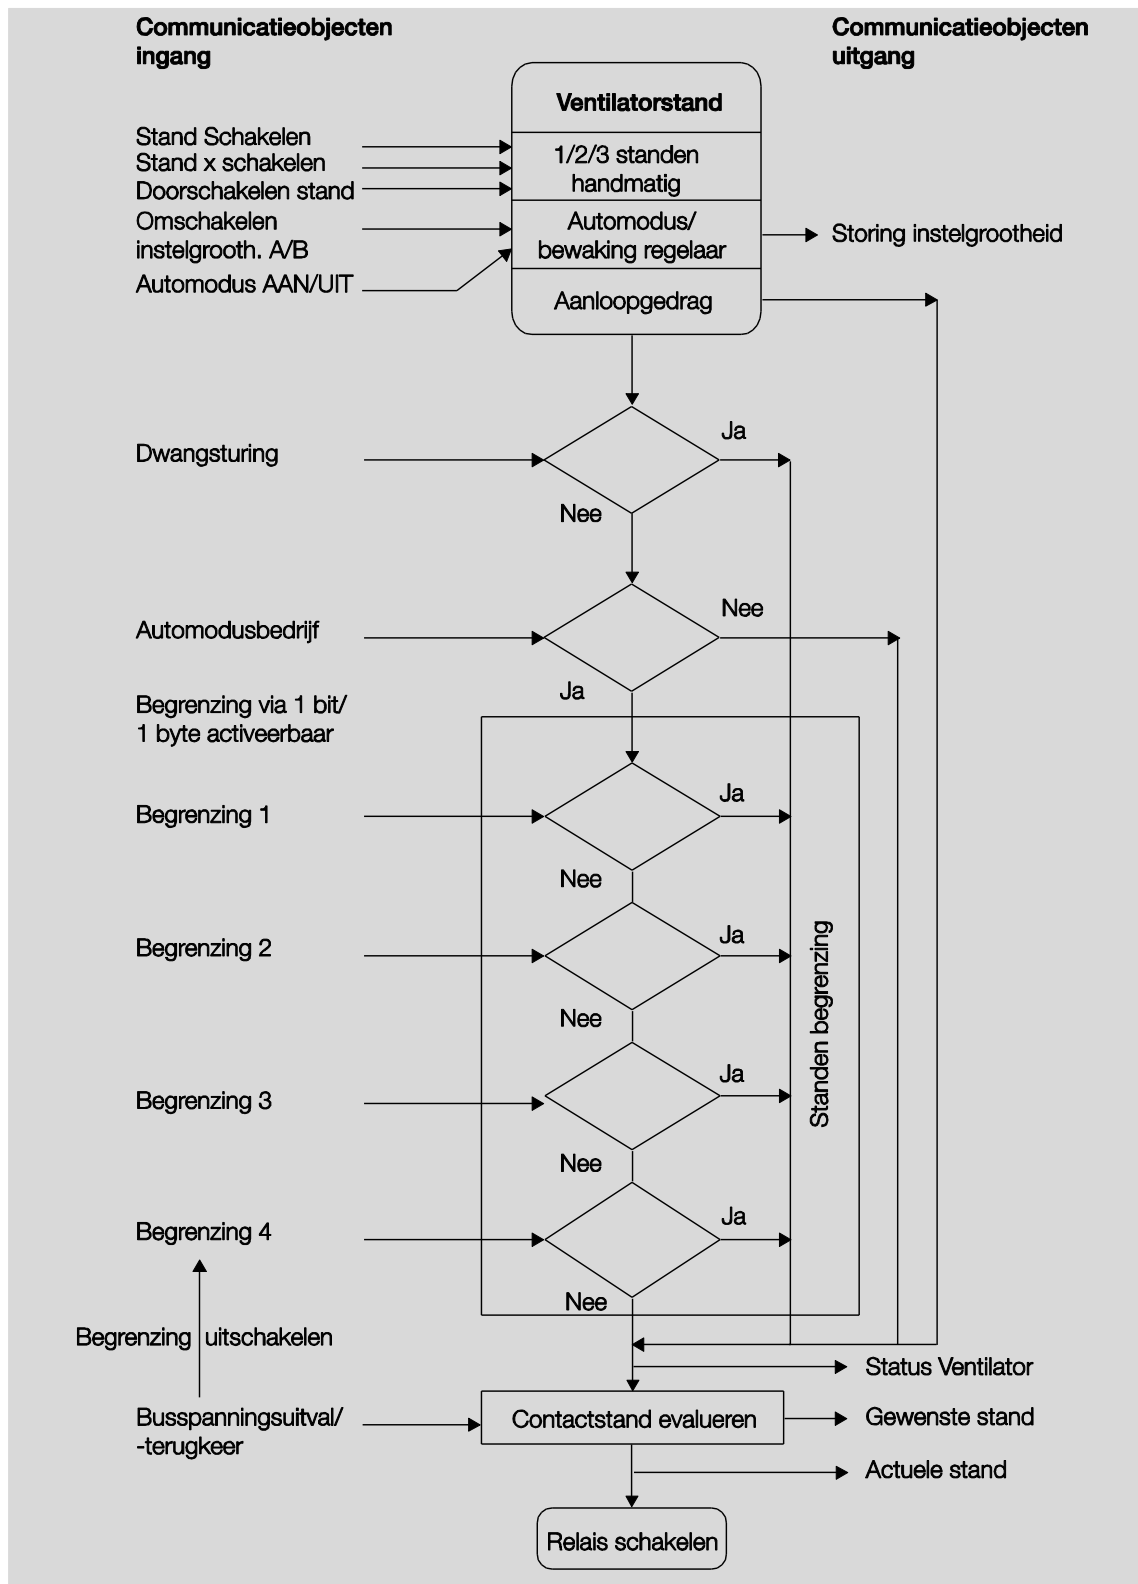 Communicatieobjecten
ingang
Communicatieobjecten
uitgang
Ventilatorstand
Stand Schakelen
Stand x schakelen
Doorschakelen stand
1/2/3 standen
handmatig
Omschakelen
instelgrooth. A/B
Automodus AAN/UIT
Automodus/
bewaking regelaar
Storing instelgrootheid
Aanloopgedrag
Dwangsturing
Ja
Nee
Automodusbedrijf
Nee
Ja
Begrenzing via 1 bit/
1 byte activeerbaar
Begrenzing 1
Ja
Nee
Begrenzing 2
Ja
Nee
Standen begrenzing
Begrenzing 3
Ja
Nee
Begrenzing 4
Ja
Nee
Begrenzing uitschakelen
Status Ventilator
Busspanningsuitval/
-terugkeer
Contactstand evalueren
Gewenste stand
Actuele stand
Relais schakelen